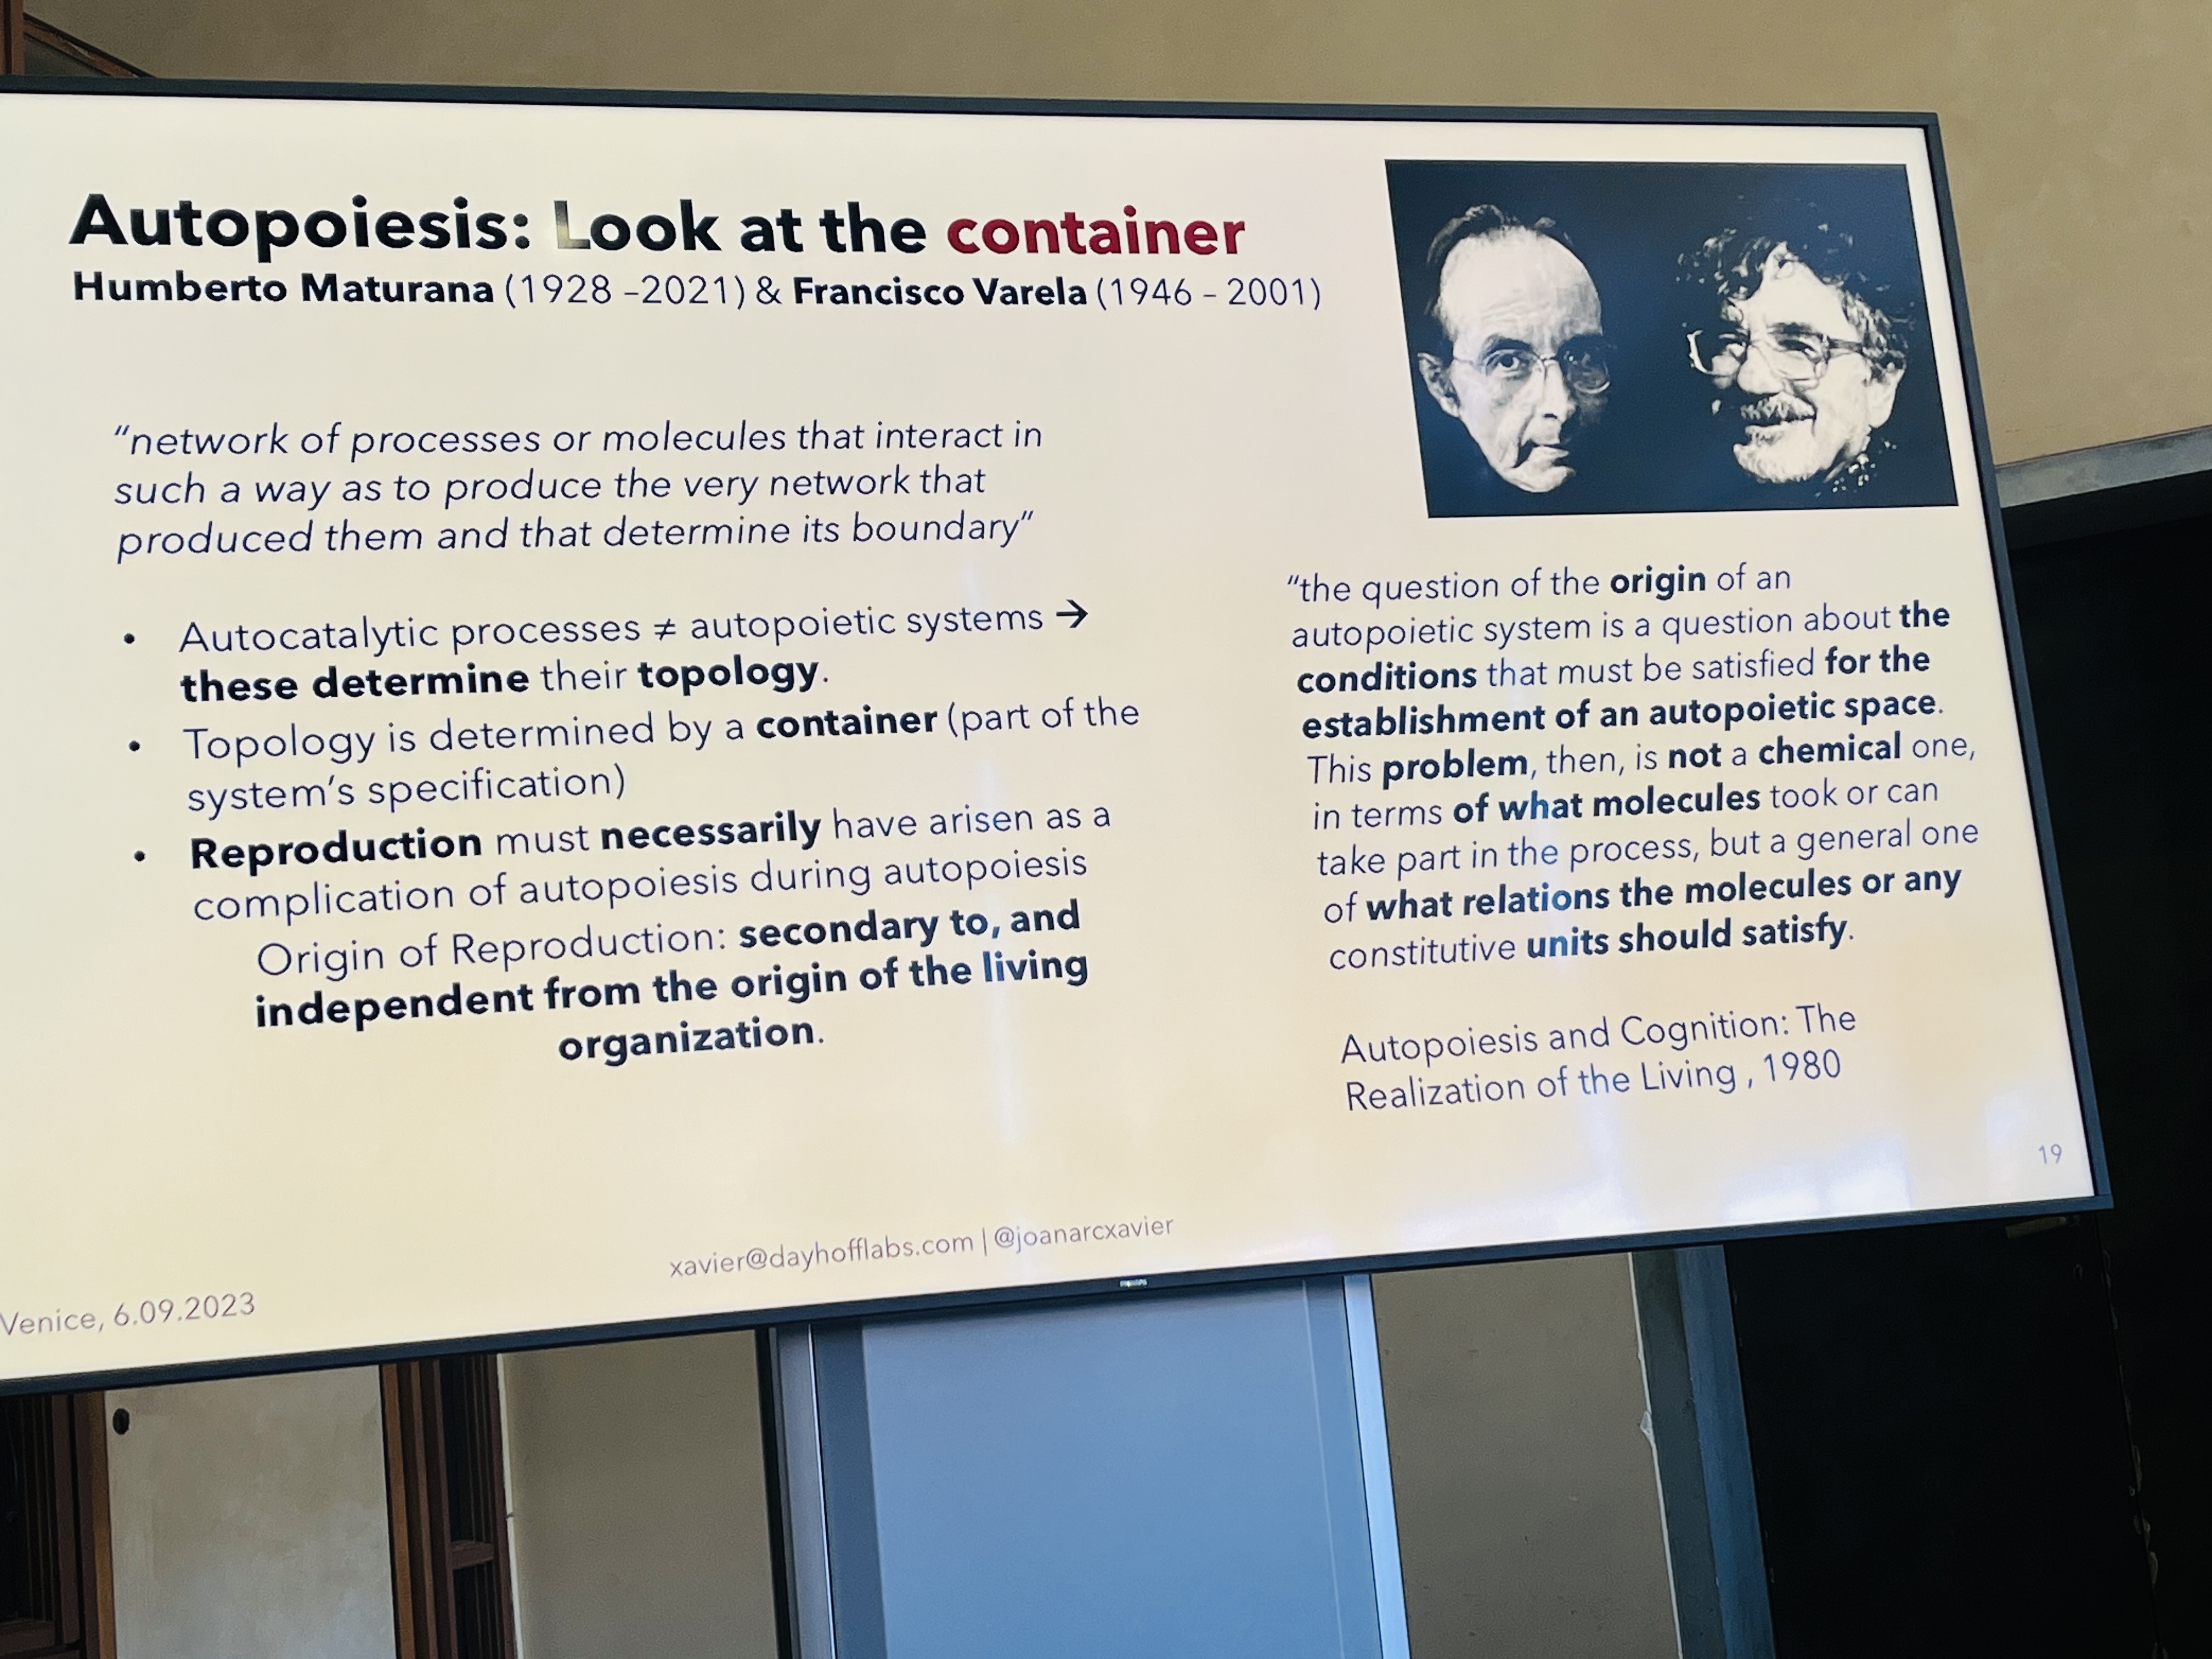 Autopoiesis: Look at the container
Humberto Maturana (1928 –2021) & Francisco Varela (1946 – 2001)
“network of processes or molecules that interact in
such a way as to produce the very network that
produced them and that determine its boundary”
• Autocatalytic processes ≠ autopoietic systems →
these determine their topology.
• Topology is determined by a container (part of the
system’s specification)
• Reproduction must necessarily have arisen as a
complication of autopoiesis during autopoiesis
Origin of Reproduction: secondary to, and
independent from the origin of the living
organization.
“the question of the origin of an
autopoietic system is a question about the
conditions that must be satisfied for the
establishment of an autopoietic space.
This problem, then, is not a chemical one,
in terms of what molecules took or can
take part in the process, but a general one
of what relations the molecules or any
constitutive units should satisfy.
Autopoiesis and Cognition: The
Realization of the Living , 1980
19
xavier@dayhofflabs.com | @joanarcxavier
Venice, 6.09.2023
PHILIPS